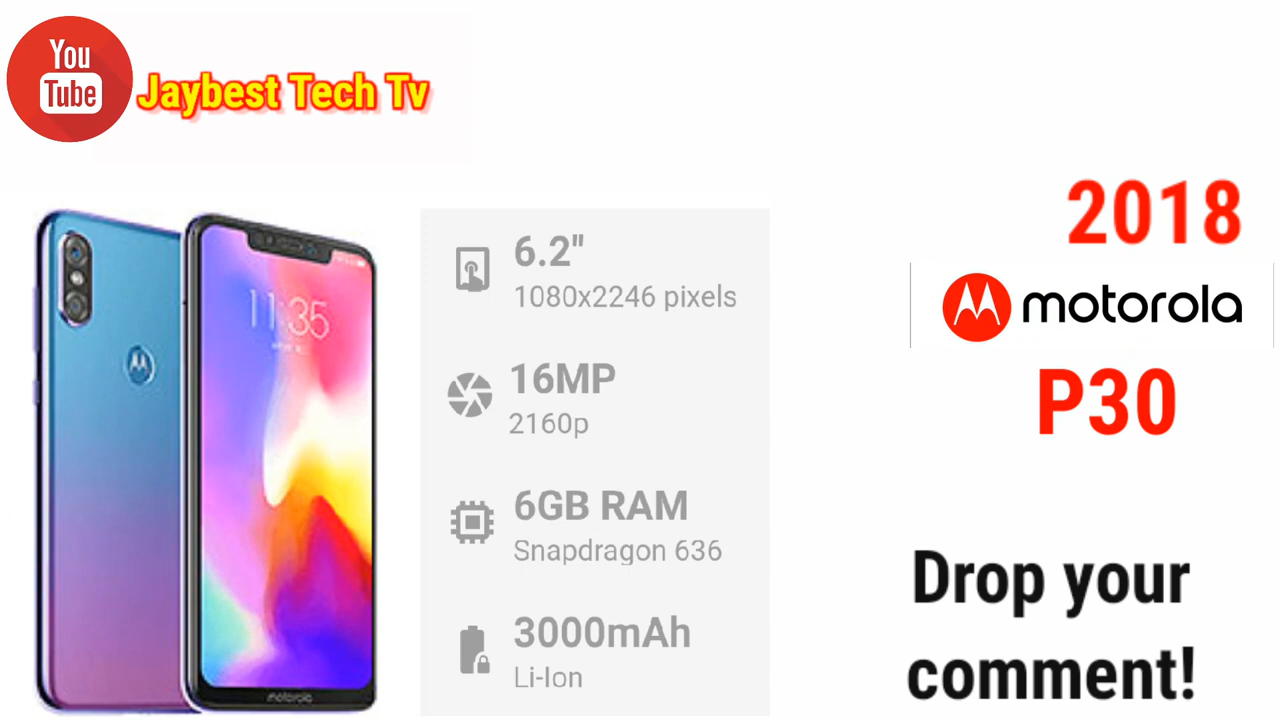 You
Tube
Jaybest Tech Tv
11:35
motorola
6.2"
1080x2246 pixels
16MP
2160p
6GB RAM
Snapdragon 636
3000mAh
Li-Ion
2018
motorola
P30
Drop your
comment!